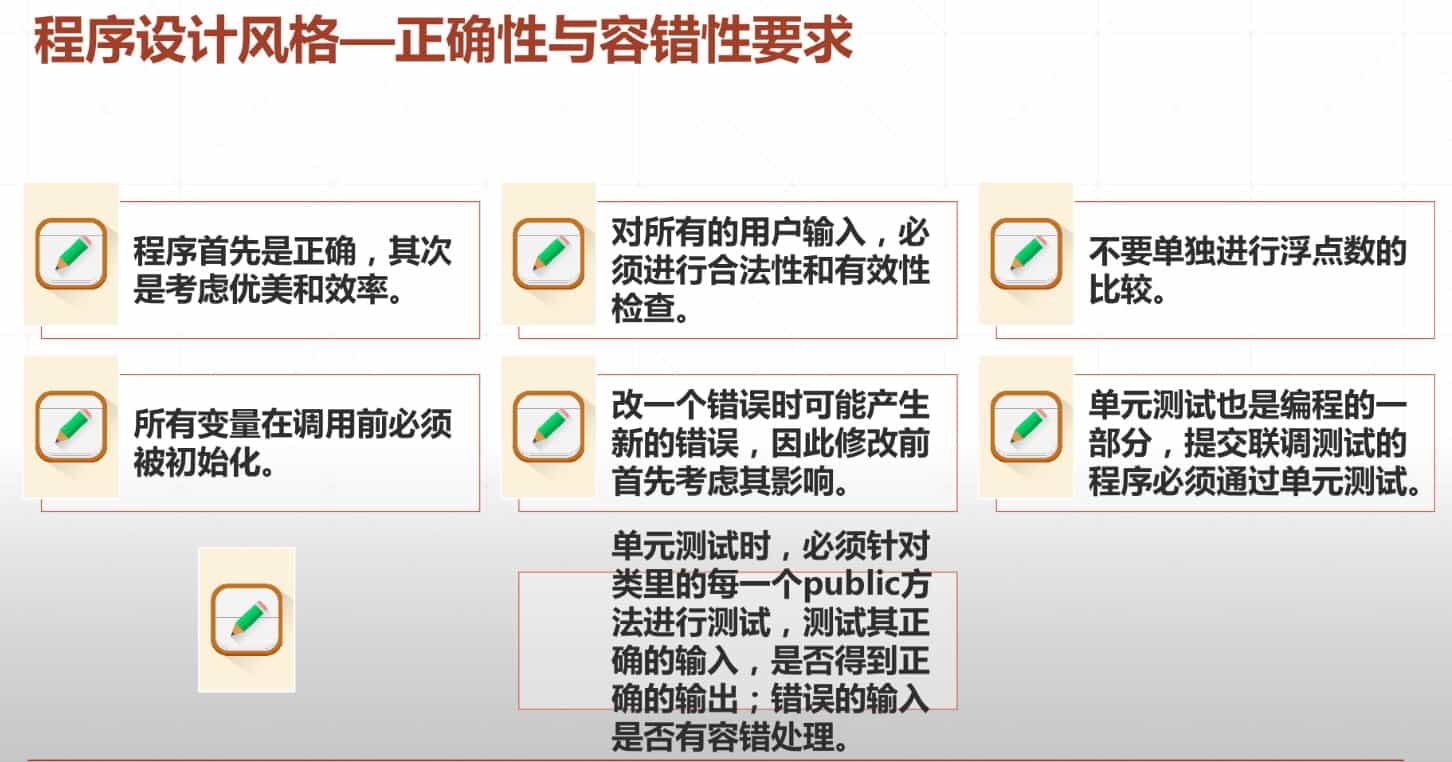 程序设计风格—正确性与容错性要求
程序首先是正确，其次
是考虑优美和效率。
对所有的用户输入，必
须进行合法性和有效性
检查。
不要单独进行浮点数的
比较。
所有变量在调用前必须
被初始化。
改一个错误时可能产生
新的错误，因此修改前
首先考虑其影响。
单元测试也是编程的一
部分，提交联调测试的
程序必须通过单元测试。
单元测试时，必须针对
类里的每一个public方
法进行测试，测试其正
确的输入，是否得到正
确的输出；错误的输入
是否有容错处理。